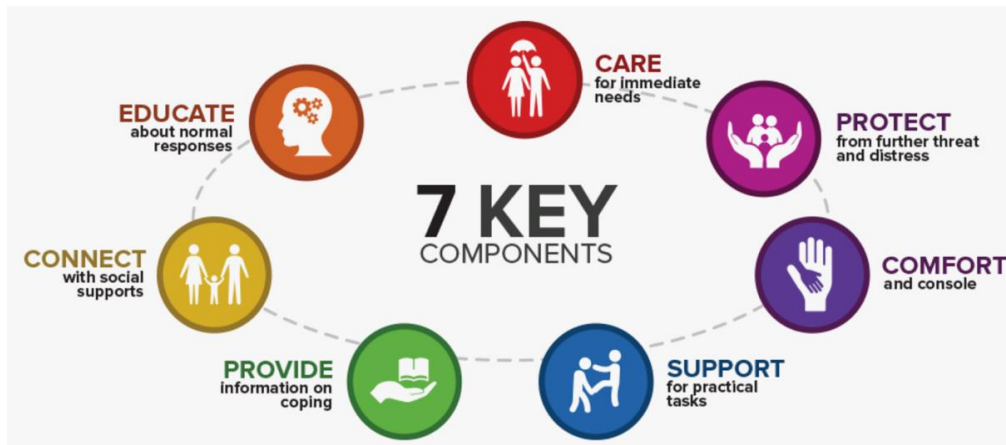 CARE
for immediate
needs
PROTECT
from further threat
and distress
COMFORT
and console
SUPPORT
for practical
tasks
PROVIDE
information on
coping
CONNECT
with social
supports
EDUCATE
about normal
responses
7 KEY
COMPONENTS